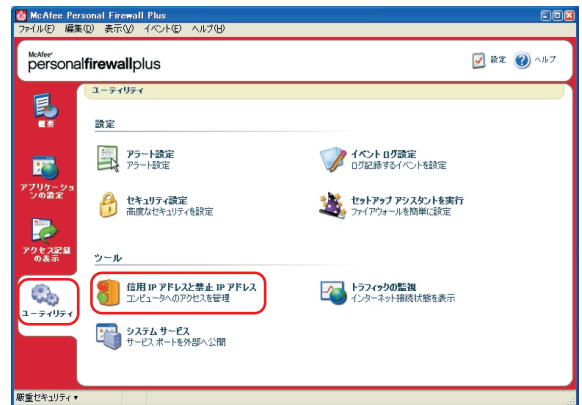 McAfee Personal Firewall Plus
ファイル(F) 編集(D) 表示(V) イベント(E) ヘルプ(H)
McAfee
personalfirewallplus
設定 ヘルプ
ユーティリティ
概要
アプリケーションの設定
アクセス記録の表示
ユーティリティ
設定
アラート設定
アラート設定
イベント ログ設定
ログ記録するイベントを設定
セキュリティ設定
高度なセキュリティを設定
セットアップ アシスタントを実行
ファイアウォールを簡単に設定
ツール
信用 IP アドレスと禁止 IP アドレス
コンピュータへのアクセスを管理
トラフィックの監視
インターネット接続状態を表示
システム サービス
サービス ポートを外部へ公開
厳重セキュリティ